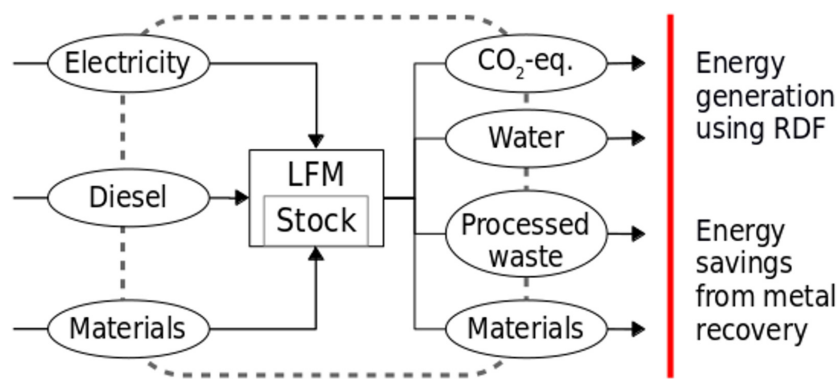 Electricity
Diesel
Materials
LFM
Stock
CO₂-eq.
Water
Processed
waste
Materials
Energy
generation
using RDF
Energy
savings
from metal
recovery